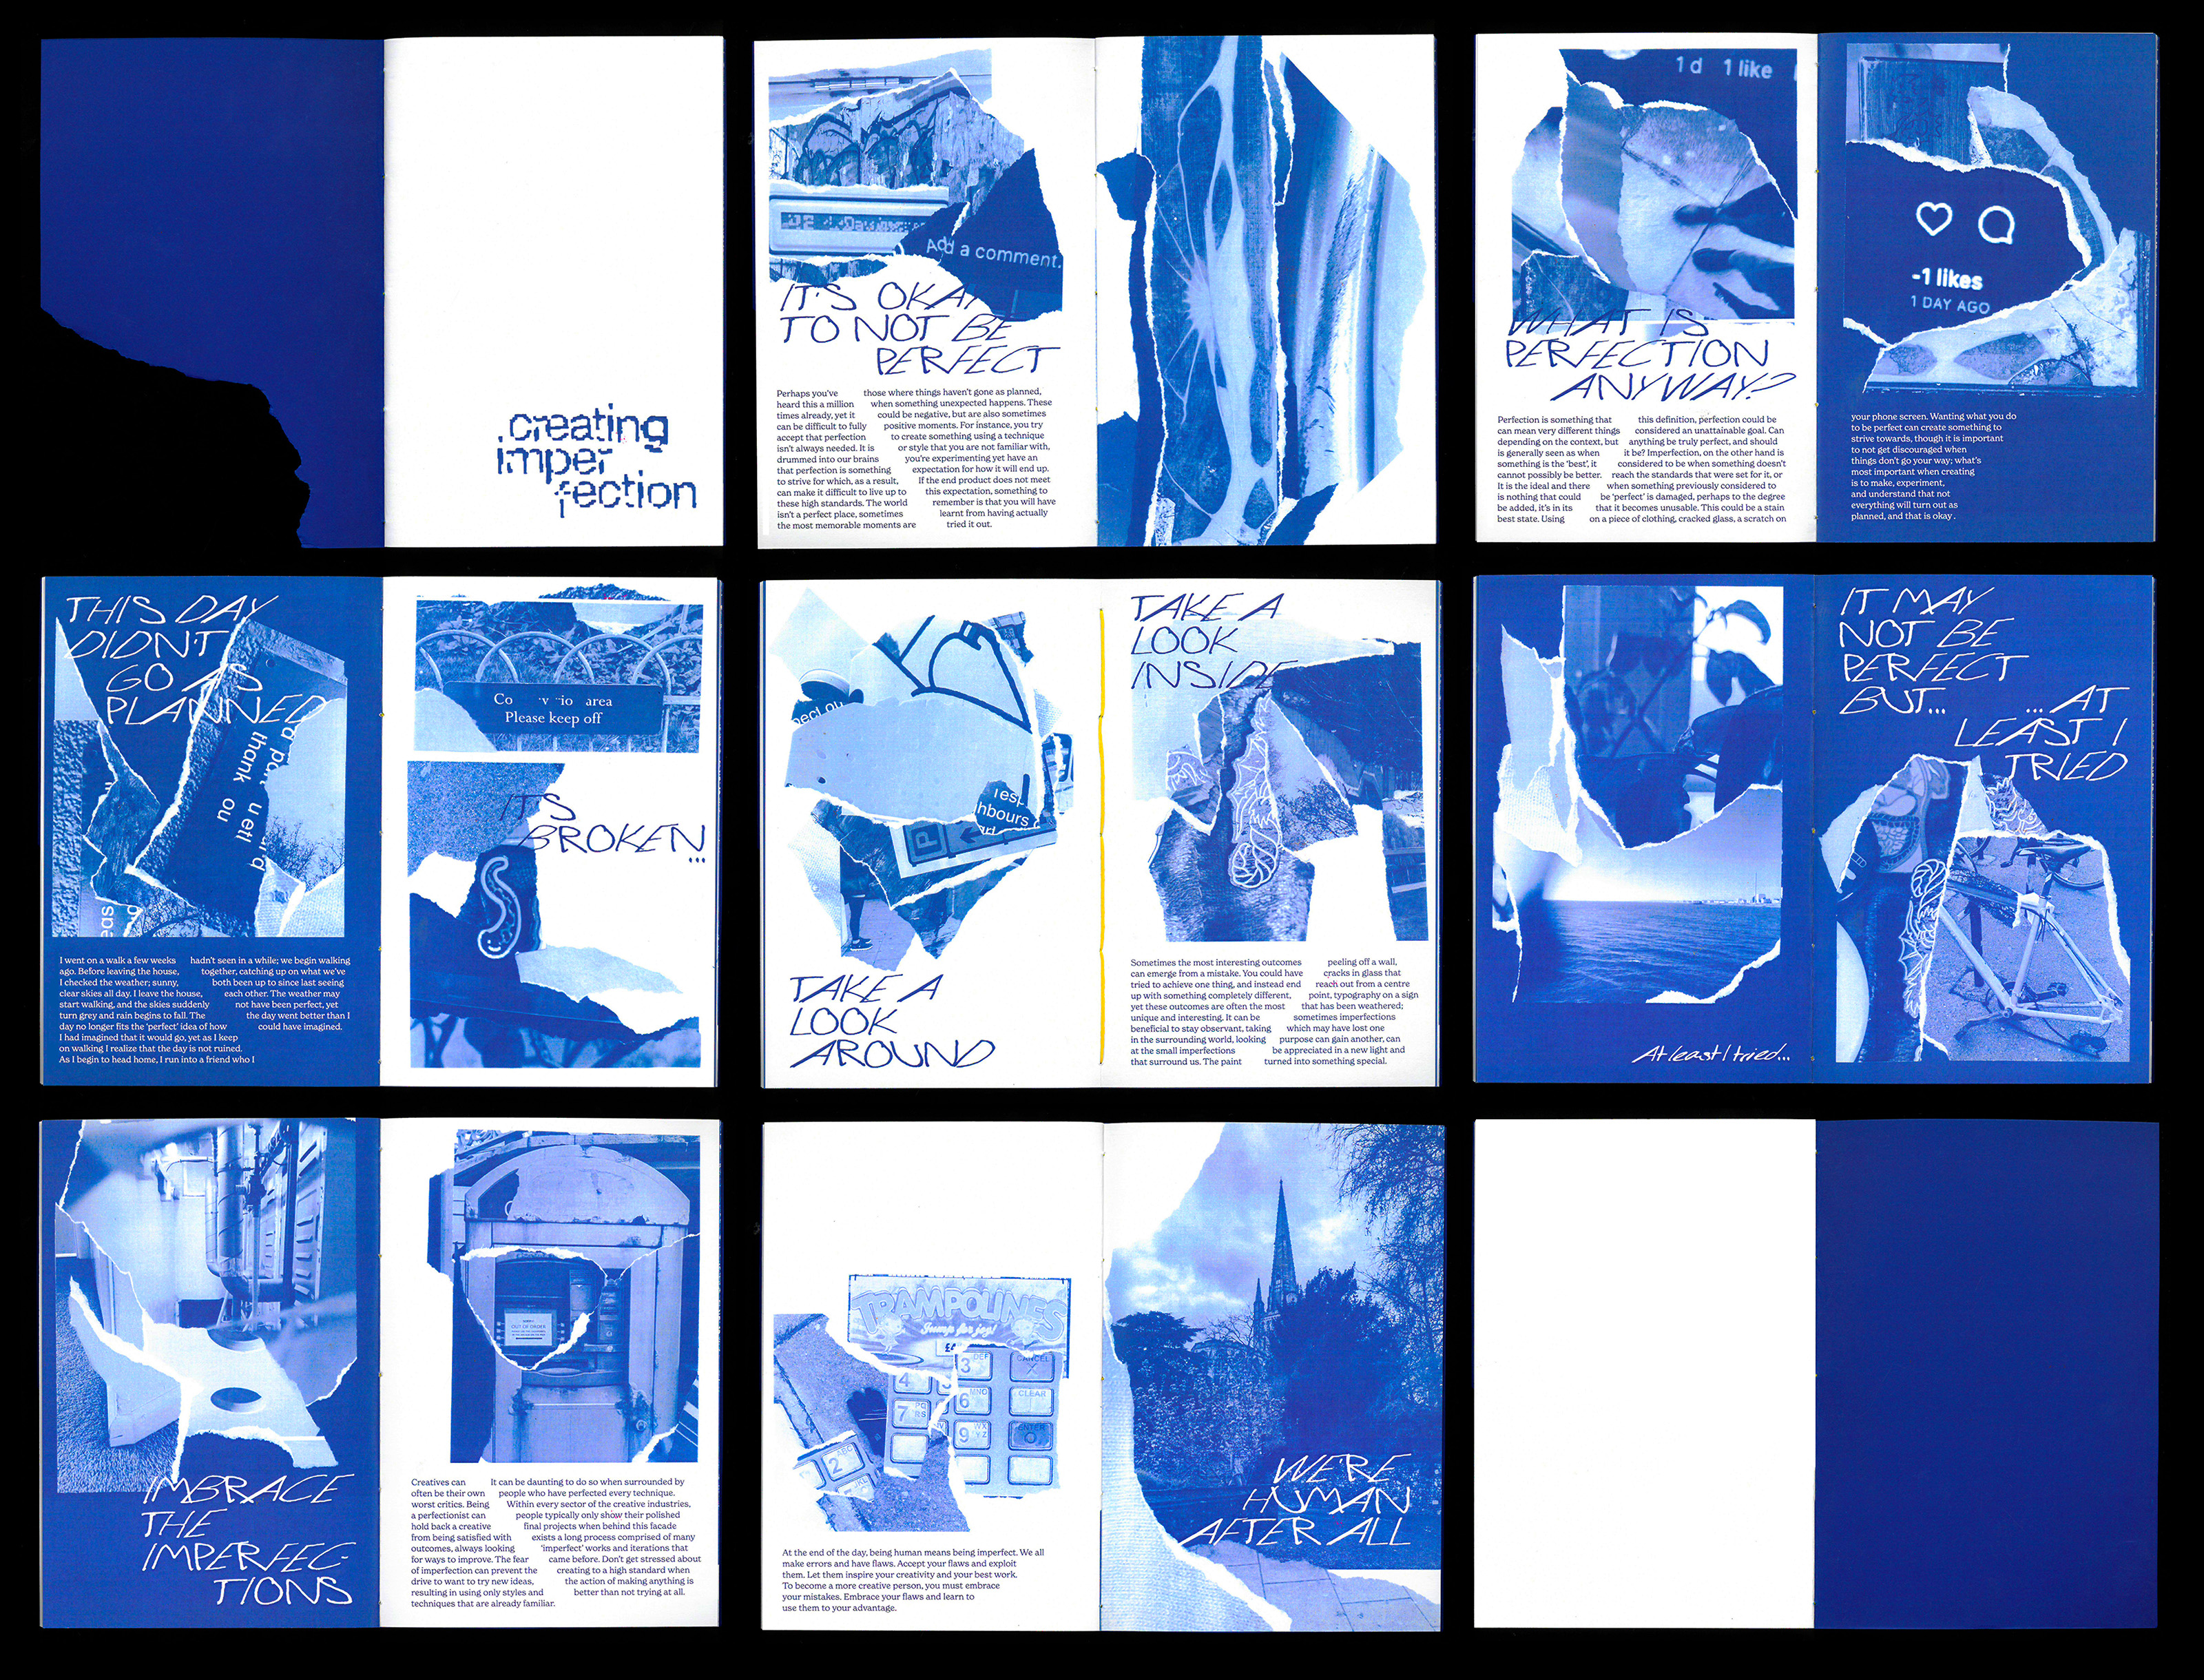 creating
imper
fection
Add a comment.
IT'S OKAY
TO NOT BE
PERFECT
Perhaps you've
heard this a million
times already, yet it
can be difficult to fully
accept that perfection
isn't always needed. It is
drummed into our brains
that perfection is something
to strive for which, as a result,
can make it difficult to live up to
these high standards. The world
isn't a perfect place, sometimes
the most memorable moments are
those where things haven't gone as planned,
when something unexpected happens. These
could be negative, but are also sometimes
positive moments. For instance, you try
to create something using a technique
or style that you are not familiar with,
you're experimenting yet have an
expectation for how it will end up.
If the end product does not meet
this expectation, something to
remember is that you will have
learnt from having actually
tried it out.
1 d 1 like
WHAT IS
PERFECTION
ANYWAY?
Perfection is something that
can mean very different things
depending on the context, but
is generally seen as when
something is the 'best', it
cannot possibly be better.
It is the ideal and there
is nothing that could
be added, it's in its
best state. Using
this definition, perfection could be
considered an unattainable goal. Can
anything be truly perfect, and should
it be? Imperfection, on the other hand is
considered to be when something doesn't
reach the standards that were set for it, or
when something previously considered to
be 'perfect' is damaged, perhaps to the degree
that it becomes unusable. This could be a stain
on a piece of clothing, cracked glass, a scratch on
-1 likes
1 DAY AGO
your phone screen. Wanting what you do
to be perfect can create something to
strive towards, though it is important
to not get discouraged when
things don't go your way; what's
most important when creating
is to make, experiment,
and understand that not
everything will turn out as
planned, and that is okay.
THIS DAY
DIDN'T
GO AS
PLANNED
thank ou
I went on a walk a few weeks
ago. Before leaving the house,
I checked the weather; sunny,
clear skies all day. I leave the house,
start walking, and the skies suddenly
turn grey and rain begins to fall. The
day no longer fits the 'perfect' idea of how
I had imagined that it would go, yet as I keep
on walking I realize that the day is not ruined.
As I begin to head home, I run into a friend who I
hadn't seen in a while; we begin walking
together, catching up on what we've
both been up to since last seeing
each other. The weather may
not have been perfect, yet
the day went better than I
could have imagined.
Co v io area
Please keep off
IT'S
BROKEN
...
hbours
P
TAKE A
LOOK
AROUND
TAKE A
LOOK
INSIDE
Sometimes the most interesting outcomes
can emerge from a mistake. You could have
tried to achieve one thing, and instead end
up with something completely different,
yet these outcomes are often the most
unique and interesting. It can be
beneficial to stay observant, taking
in the surrounding world, looking
at the small imperfections
that surround us. The paint
peeling off a wall,
cracks in glass that
reach out from a centre
point, typography on a sign
that has been weathered;
sometimes imperfections
which may have lost one
purpose can gain another, can
be appreciated in a new light and
turned into something special.
At least I tried...
IT MAY
NOT BE
PERFECT
BUT...
... AT
LEAST I
TRIED
IMBRACE
THE
IMPERFEC-
TIONS
OUT OF ORDER
Creatives can
often be their own
worst critics. Being
a perfectionist can
hold back a creative
from being satisfied with
outcomes, always looking
for ways to improve. The fear
of imperfection can prevent the
drive to want to try new ideas,
resulting in using only styles and
techniques that are already familiar.
It can be daunting to do so when surrounded by
people who have perfected every technique.
Within every sector of the creative industries,
people typically only show their polished
final projects when behind this facade
exists a long process comprised of many
'imperfect' works and iterations that
came before. Don't get stressed about
creating to a high standard when
the action of making anything is
better than not trying at all.
TRAMPOLINES
Jump for joy!
3 DEF CANCEL
4
6 MNO CLEAR
7 PQRS
9 WXYZ ENTER
2 ABC
At the end of the day, being human means being imperfect. We all
make errors and have flaws. Accept your flaws and exploit
them. Let them inspire your creativity and your best work.
To become a more creative person, you must embrace
your mistakes. Embrace your flaws and learn to
use them to your advantage.
WE'RE
HUMAN
AFTER ALL